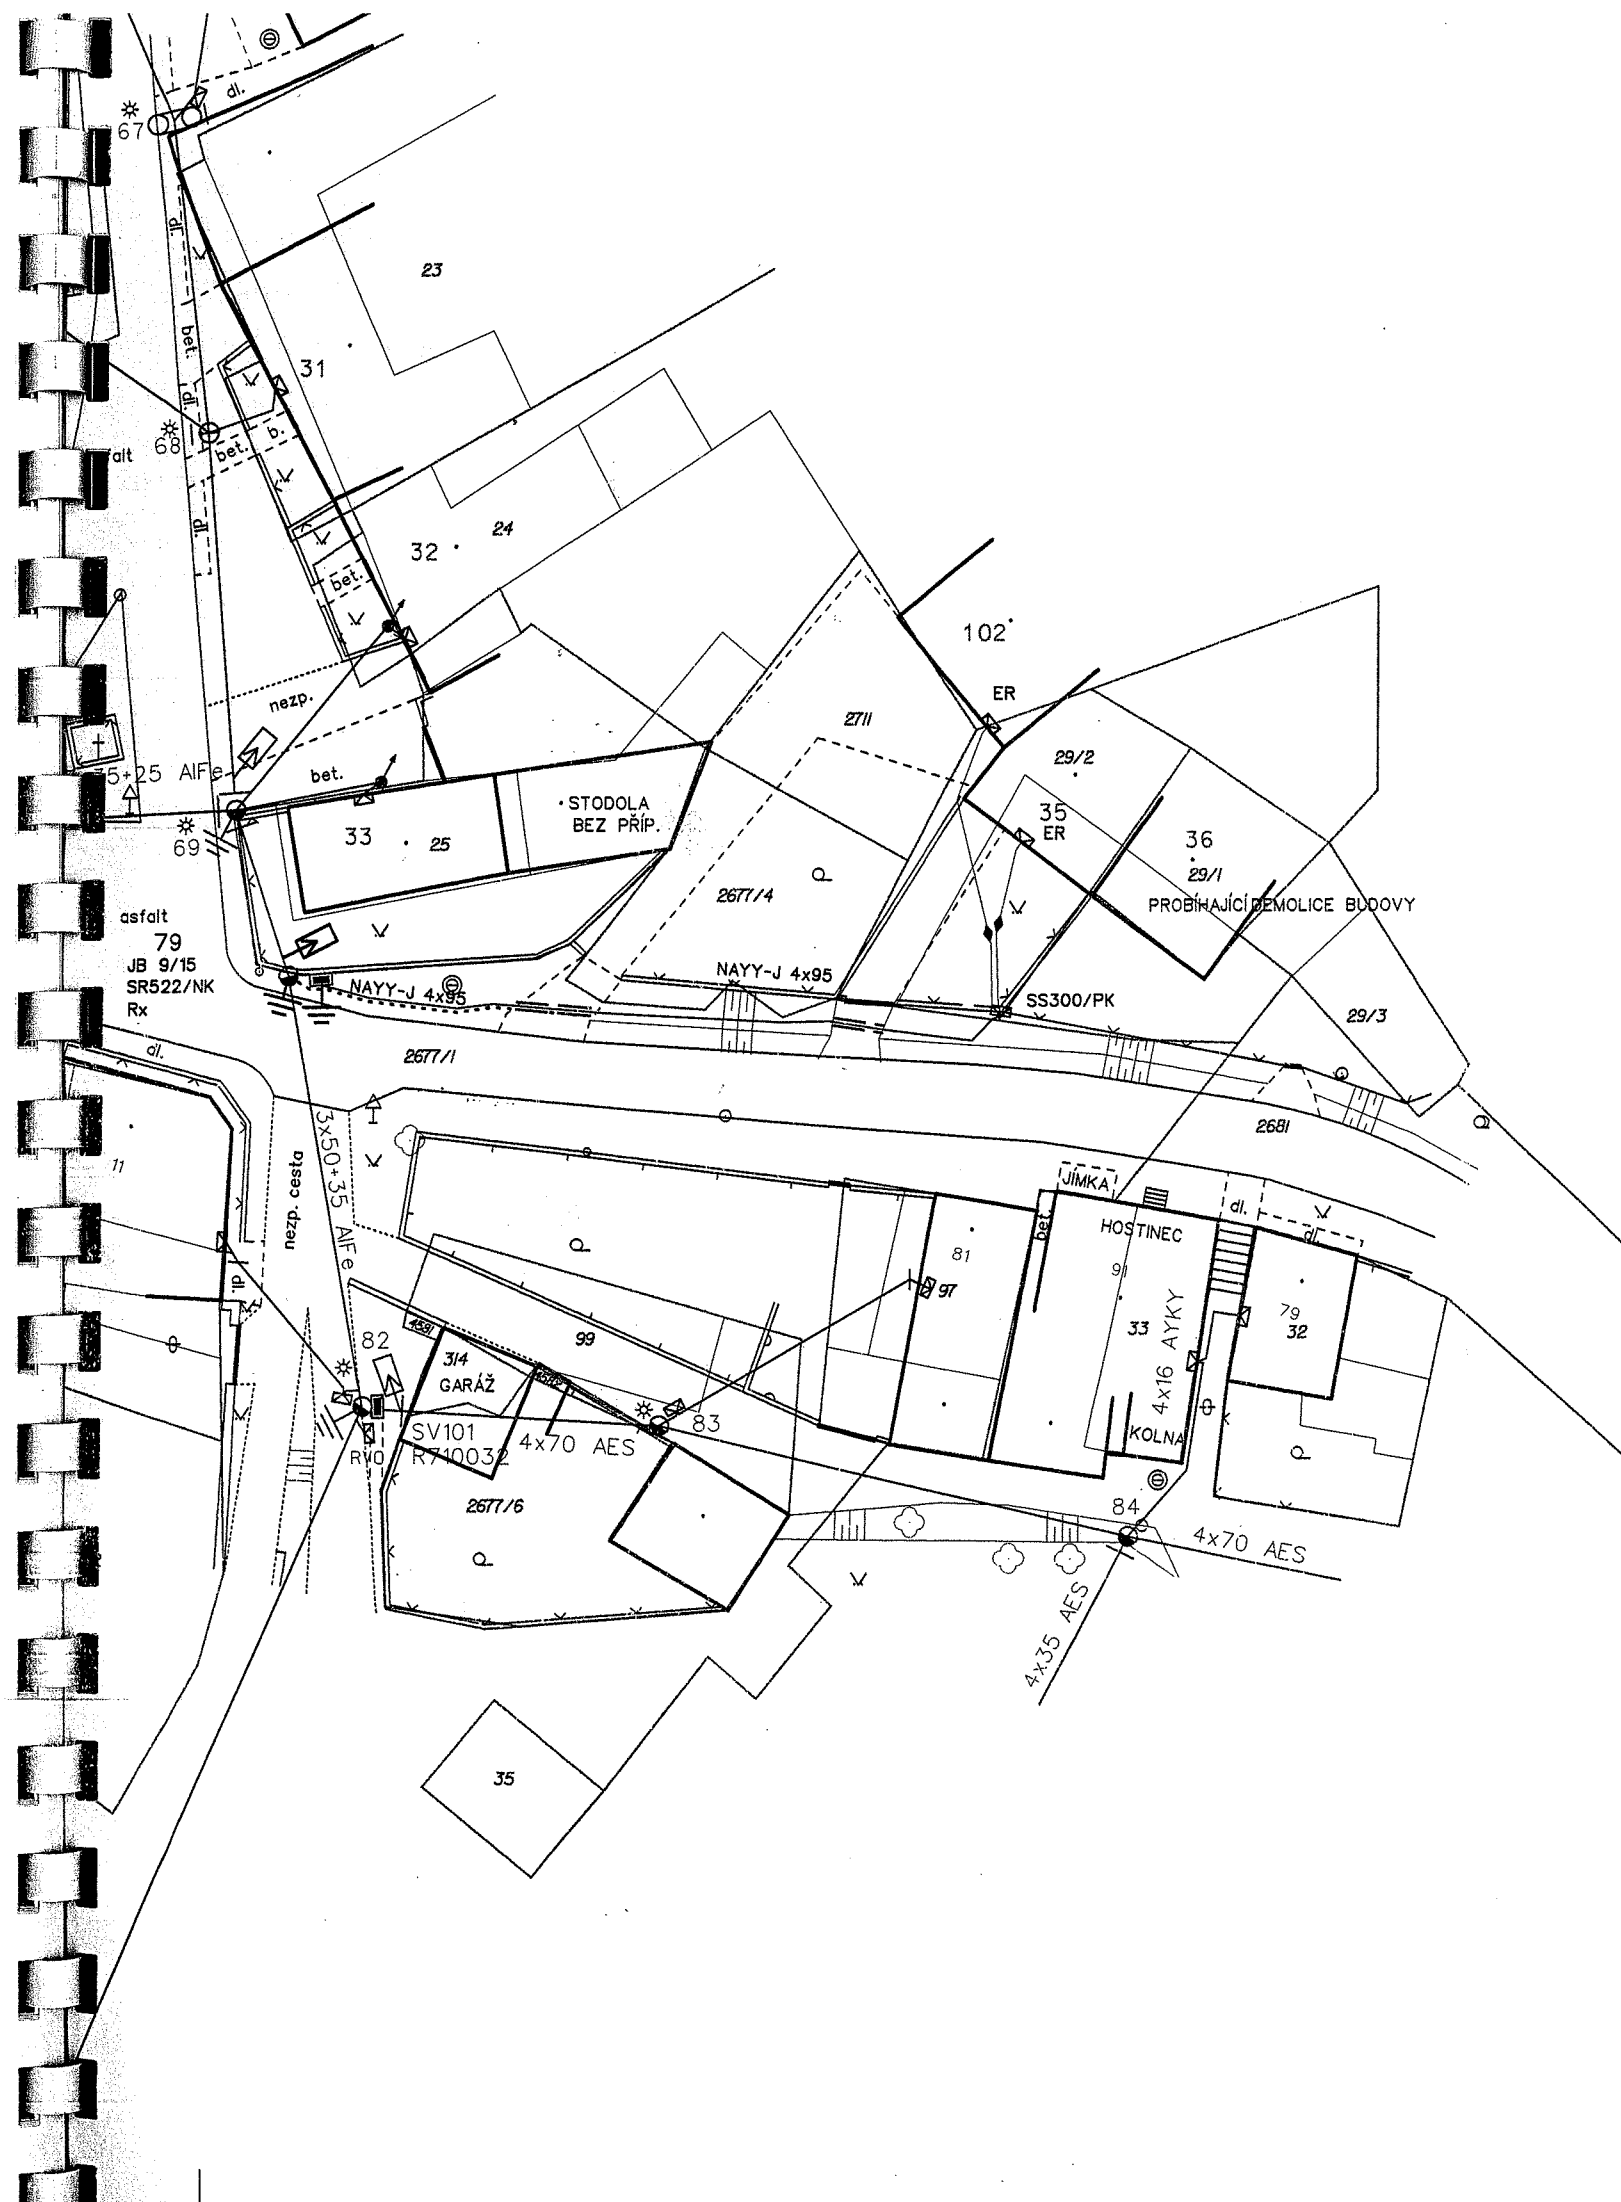 dl.
67
dl.
23
bet.
31
dl.
68
b.
bet.
alt
dl.
32
24
bet.
102
ER
nezp.
2711
29/2
+25 AlFe
bet.
STODOLA
BEZ PŘÍP.
35
ER
36
33
25
69
29/1
2677/4
PROBÍHAJÍCÍ DEMOLICE BUDOVY
asfalt
79
JB 9/15
SR522/NK
Rx
NAYY-J 4x95
NAYY-J 4x95
SS300/PK
29/3
dl.
2677/1
2681
3x50+35 AlFe
11
nezp. cesta
JÍMKA
dl.
bet.
HOSTINEC
dl.
81
91
dl.
97
79
32
33
4x16 AYKY
99
82
314
GARÁŽ
83
SV101
4x70 AES
KOLNA
RVO
R710032
2677/6
84
4x70 AES
4x35 AES
35